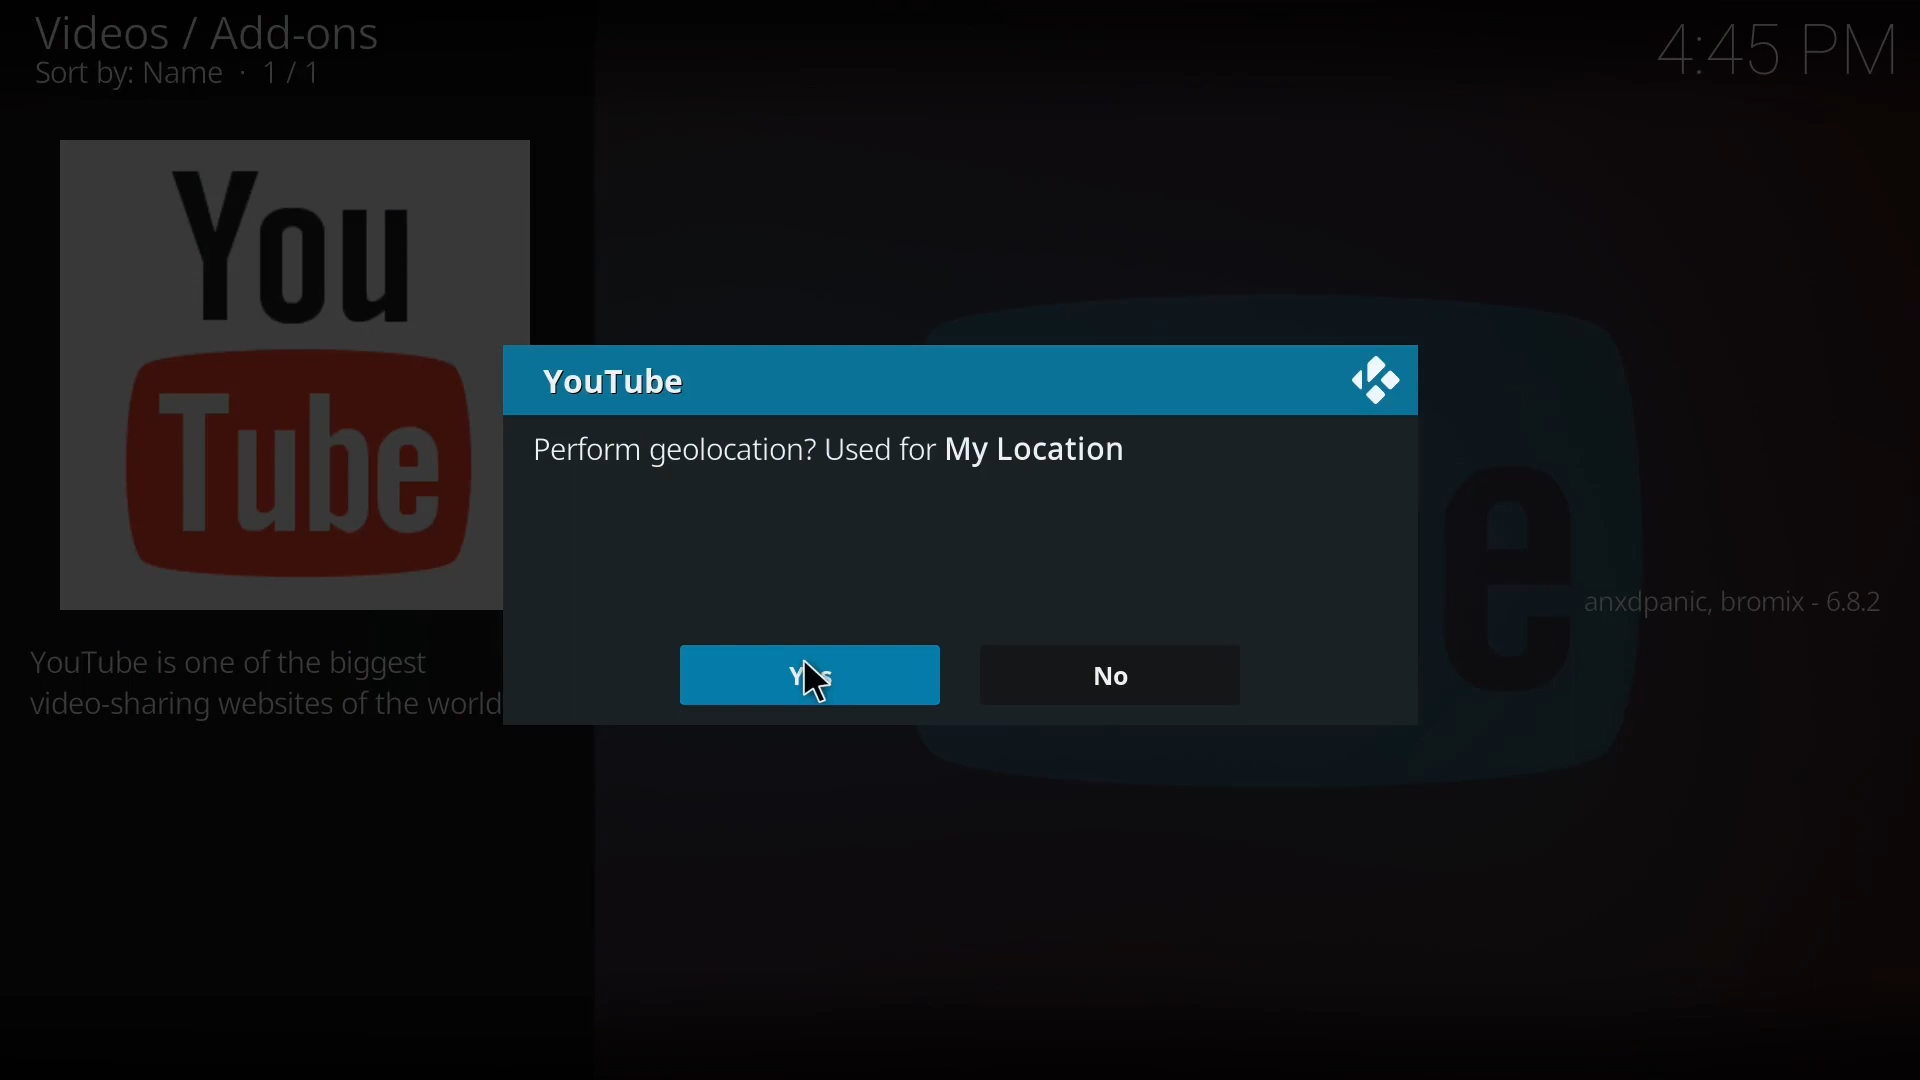 Videos / Add-ons
Sort by: Name · 1 / 1
4:45 PM
You
Tube
YouTube
Perform geolocation? Used for My Location
e
anxdpanic, bromix - 6.8.2
Yes
No
YouTube is one of the biggest
video-sharing websites of the world